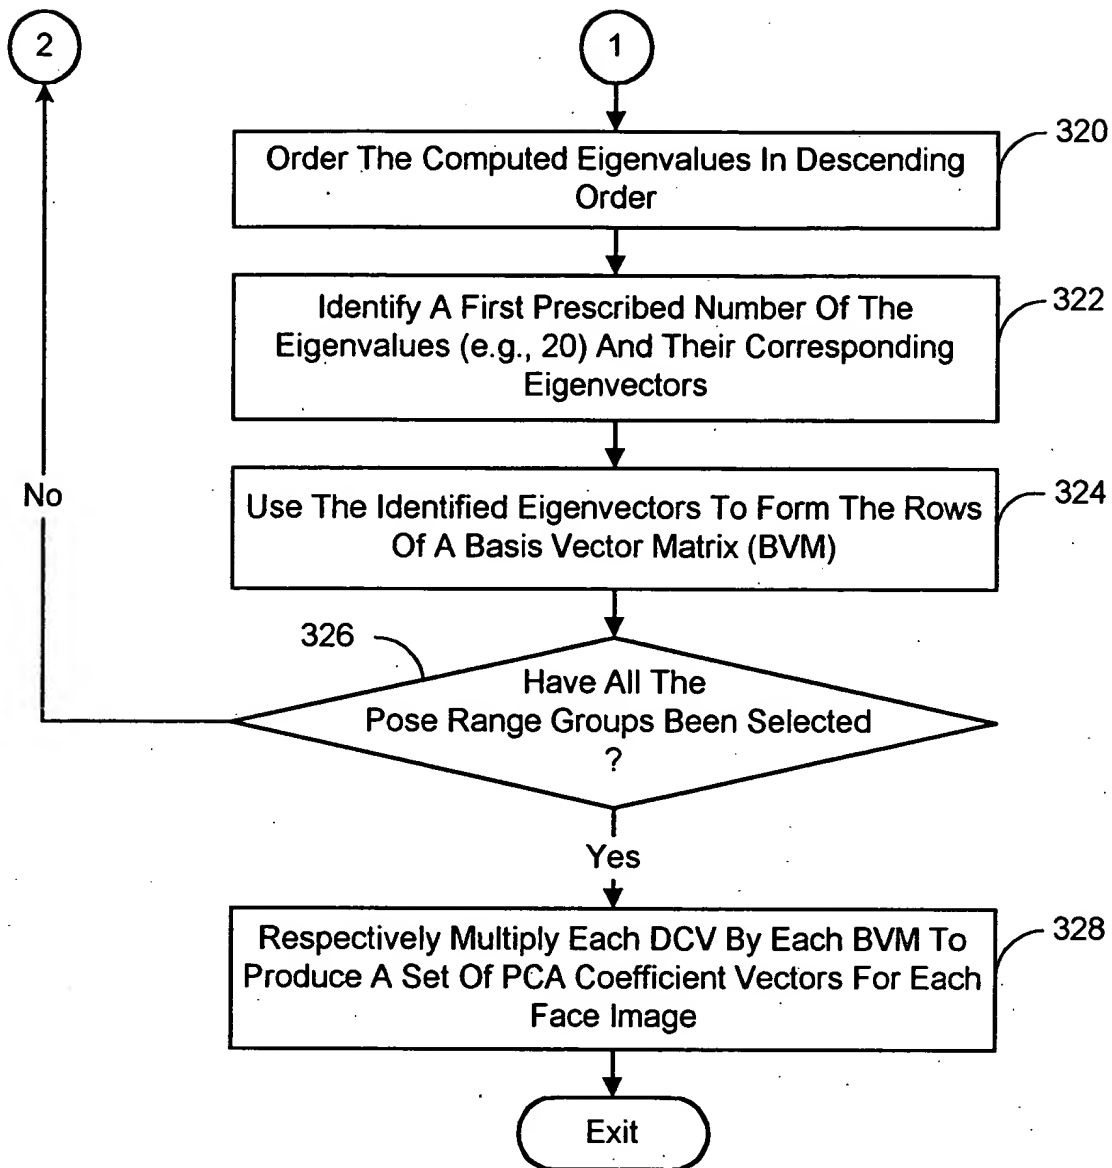 2
1
Order The Computed Eigenvalues In Descending
Order
320
Identify A First Prescribed Number Of The
Eigenvalues (e.g., 20) And Their Corresponding
Eigenvectors
322
Use The Identified Eigenvectors To Form The Rows
Of A Basis Vector Matrix (BVM)
324
No
326
Have All The
Pose Range Groups Been Selected
?
Yes
Respectively Multiply Each DCV By Each BVM To
Produce A Set Of PCA Coefficient Vectors For Each
Face Image
328
Exit